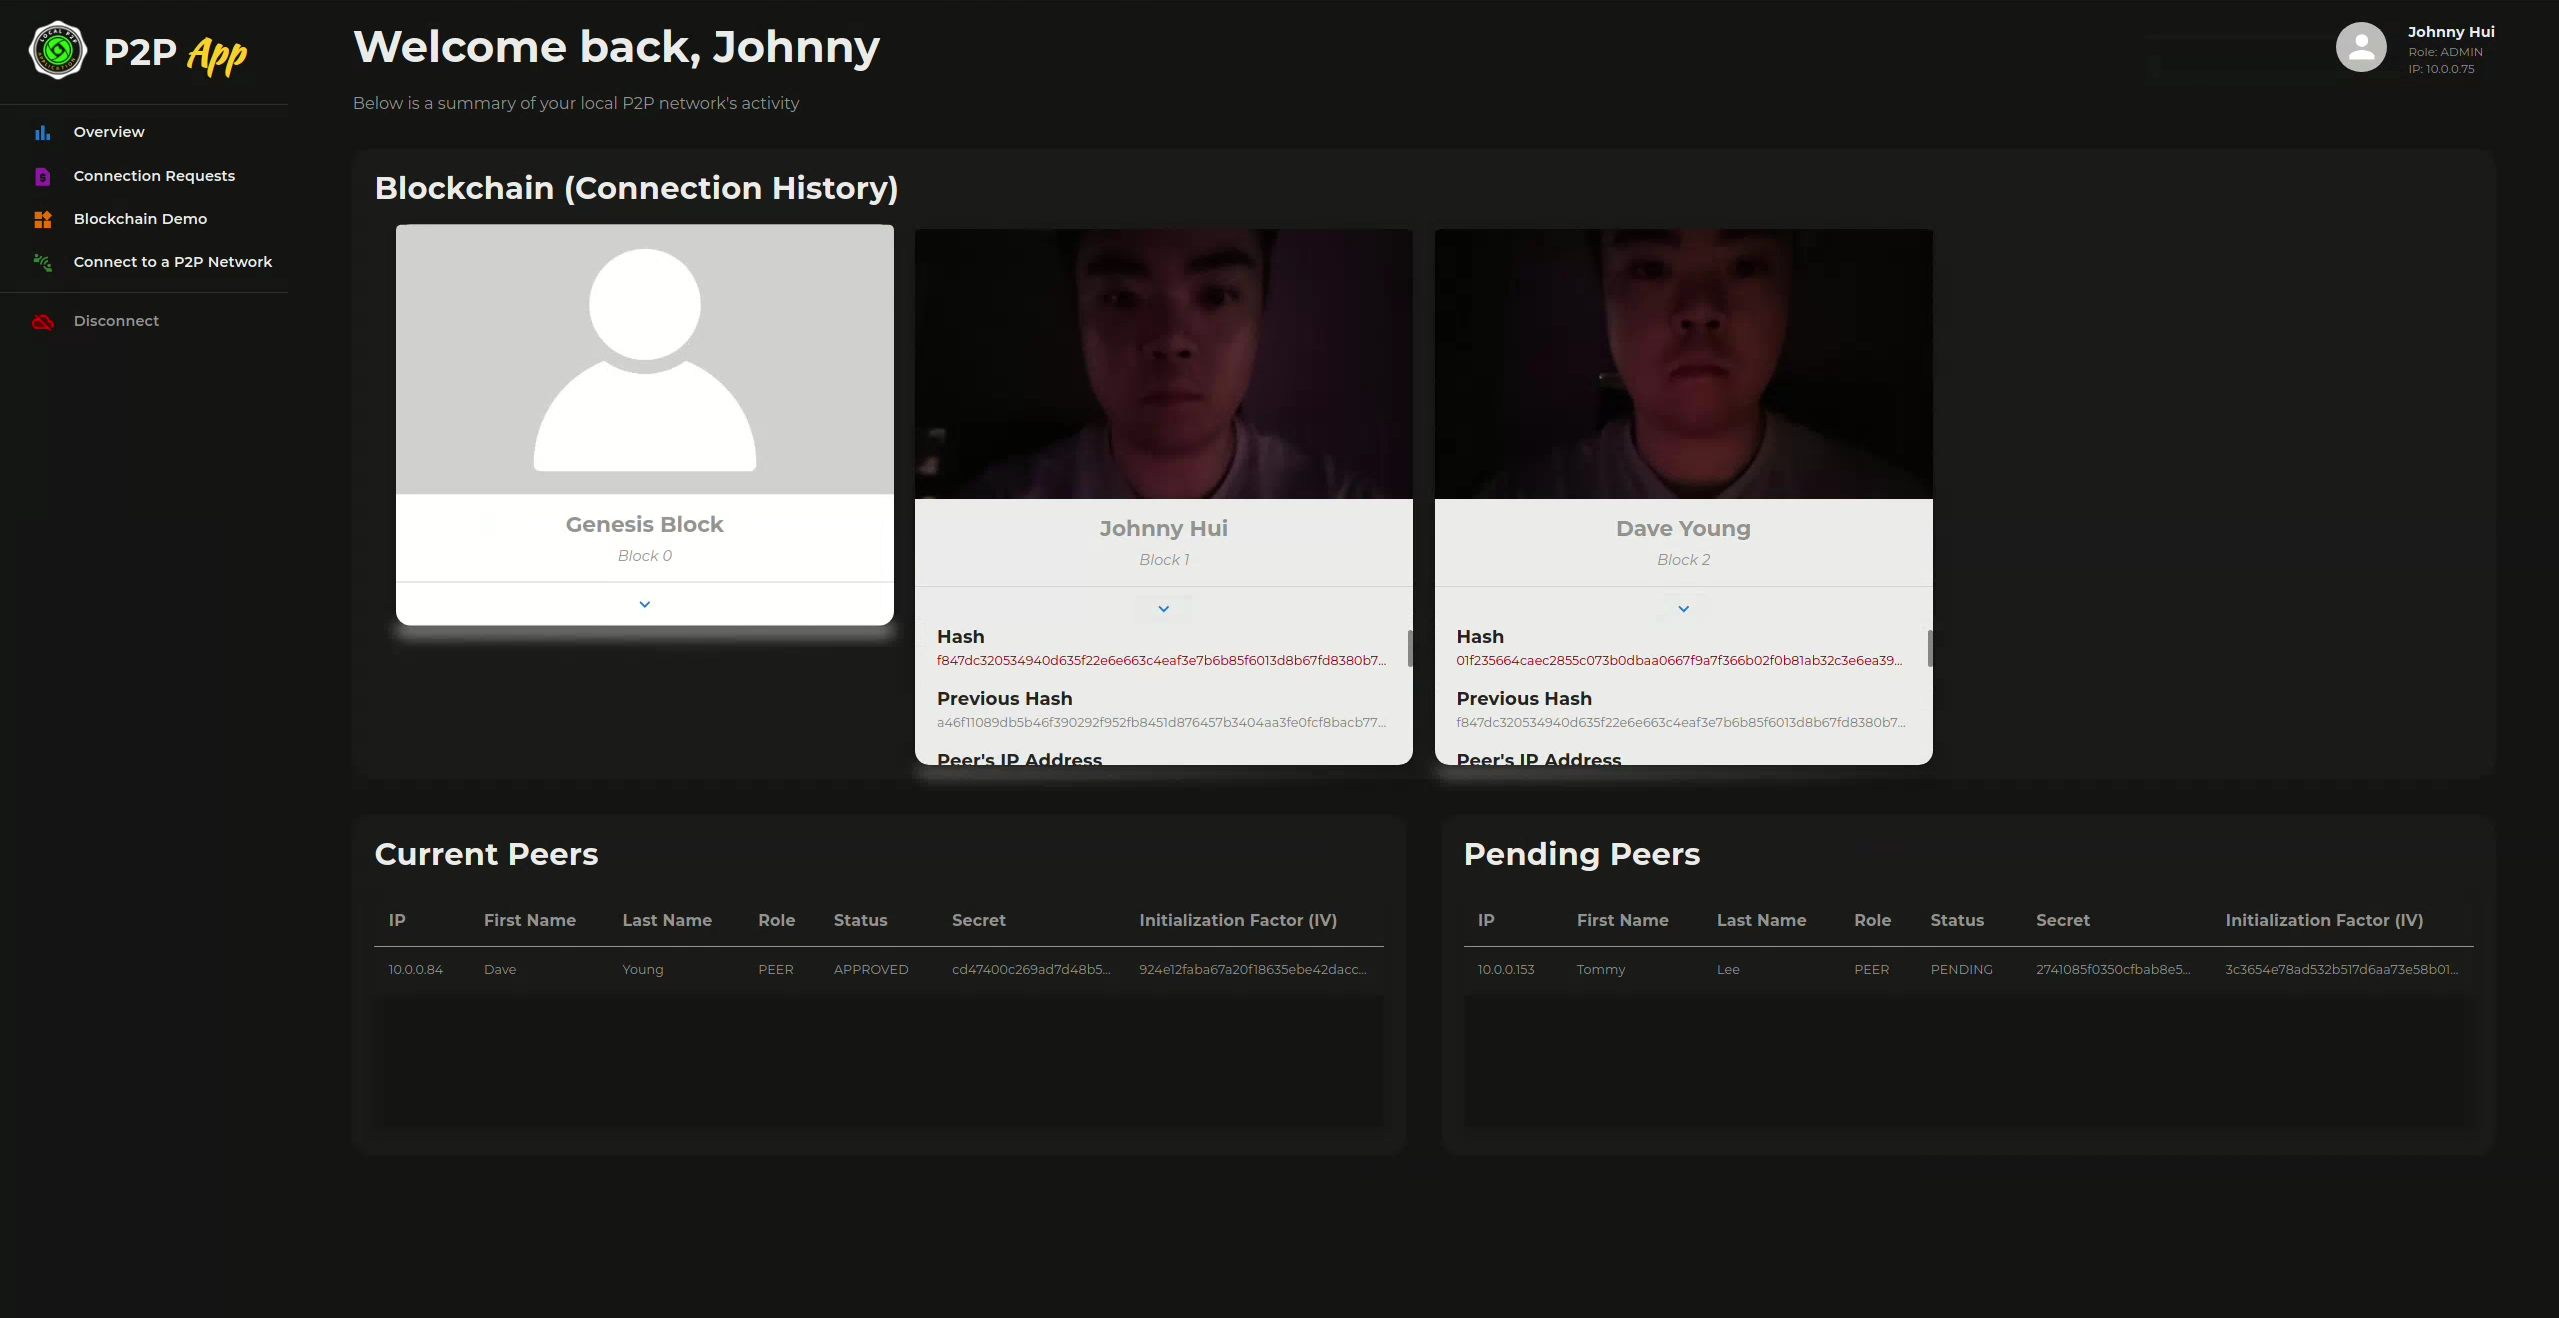 P2P App
Overview
Connection Requests
Blockchain Demo
Connect to a P2P Network
Disconnect
Welcome back, Johnny
Below is a summary of your local P2P network's activity
Johnny Hui
Role: ADMIN
IP: 10.0.0.75
Blockchain (Connection History)
Genesis Block
Block 0
Johnny Hui
Block 1
Hash
f847dc320534940d635f22e6e663c4eaf3e7b6b85f6013d8b67fd8380b7...
Previous Hash
a46f11089db5b46f390292f952fb8451d876457b3404aa3fe0fcf8bacb77...
Peer's IP Address
Dave Young
Block 2
Hash
01f235664caec2855c073b0dbaa0667f9a7f366b02f0b81ab32c3e6ea39...
Previous Hash
f847dc320534940d635f22e6e663c4eaf3e7b6b85f6013d8b67fd8380b7...
Peer's IP Address
Current Peers
IP First Name Last Name Role Status Secret Initialization Factor (IV)
10.0.0.84 Dave Young PEER APPROVED cd47400c269ad7d48b5... 924e12faba67a20f18635ebe42dacc...
Pending Peers
IP First Name Last Name Role Status Secret Initialization Factor (IV)
10.0.0.153 Tommy Lee PEER PENDING 2741085f0350cfbab8e5... 3c3654e78ad532b517d6aa73e58b01...